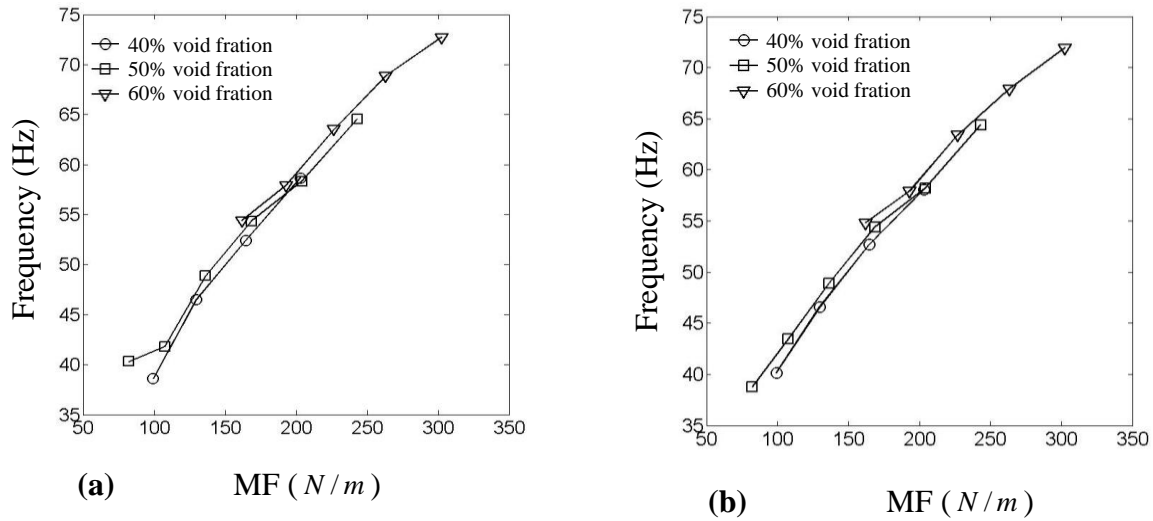 75
70
65
60
55
50
45
40
35
50 100 150 200 250 300 350
Frequency (Hz)
40% void fration
50% void fration
60% void fration
(a) MF ( N / m )
75
70
65
60
55
50
45
40
35
50 100 150 200 250 300 350
Frequency (Hz)
40% void fration
50% void fration
60% void fration
(b) MF ( N / m )